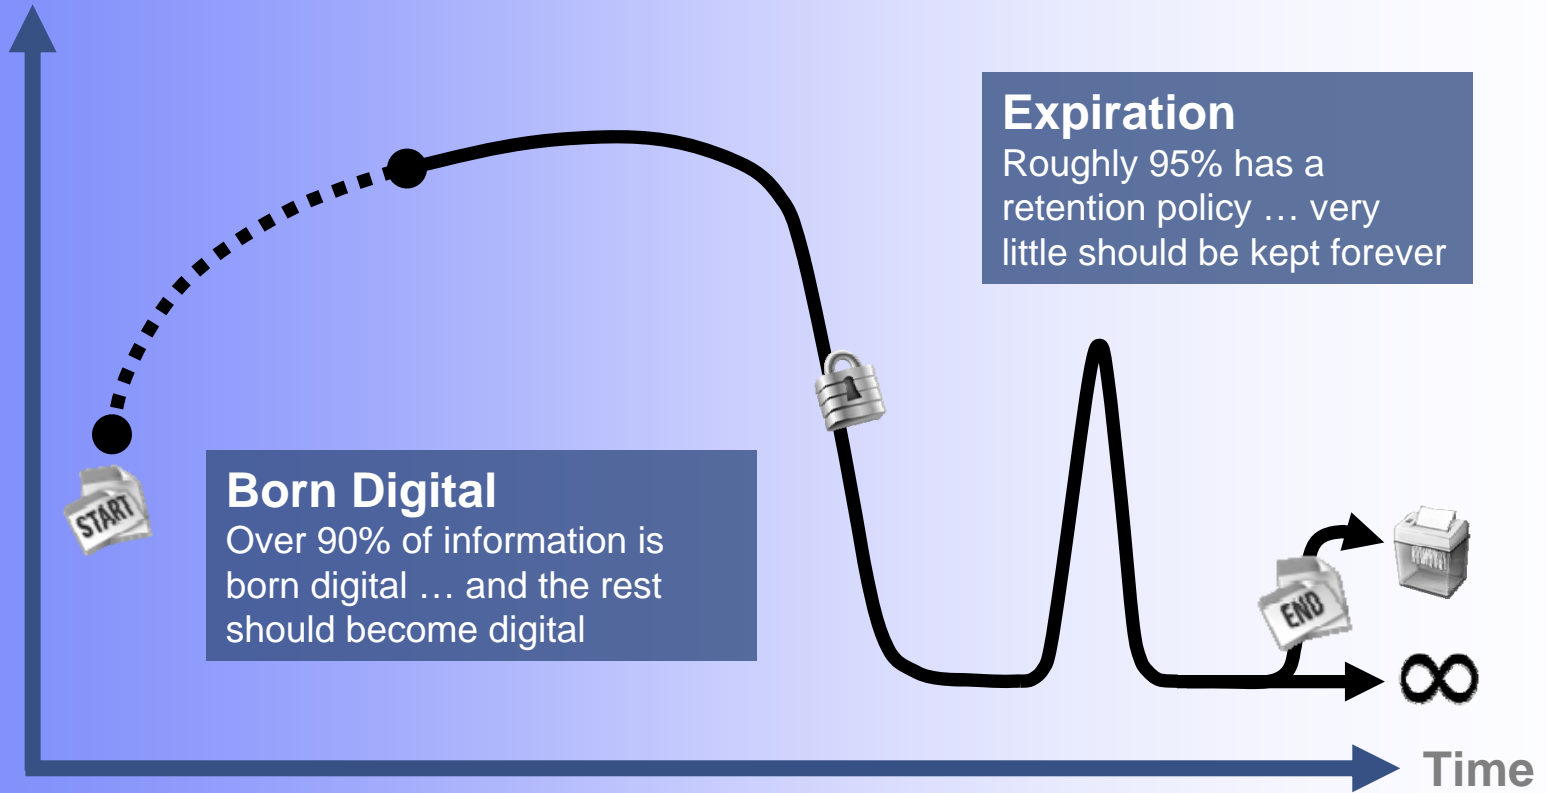 Expiration
Roughly 95% has a
retention policy … very
little should be kept forever
START
Born Digital
Over 90% of information is
born digital … and the rest
should become digital
END
∞
Time